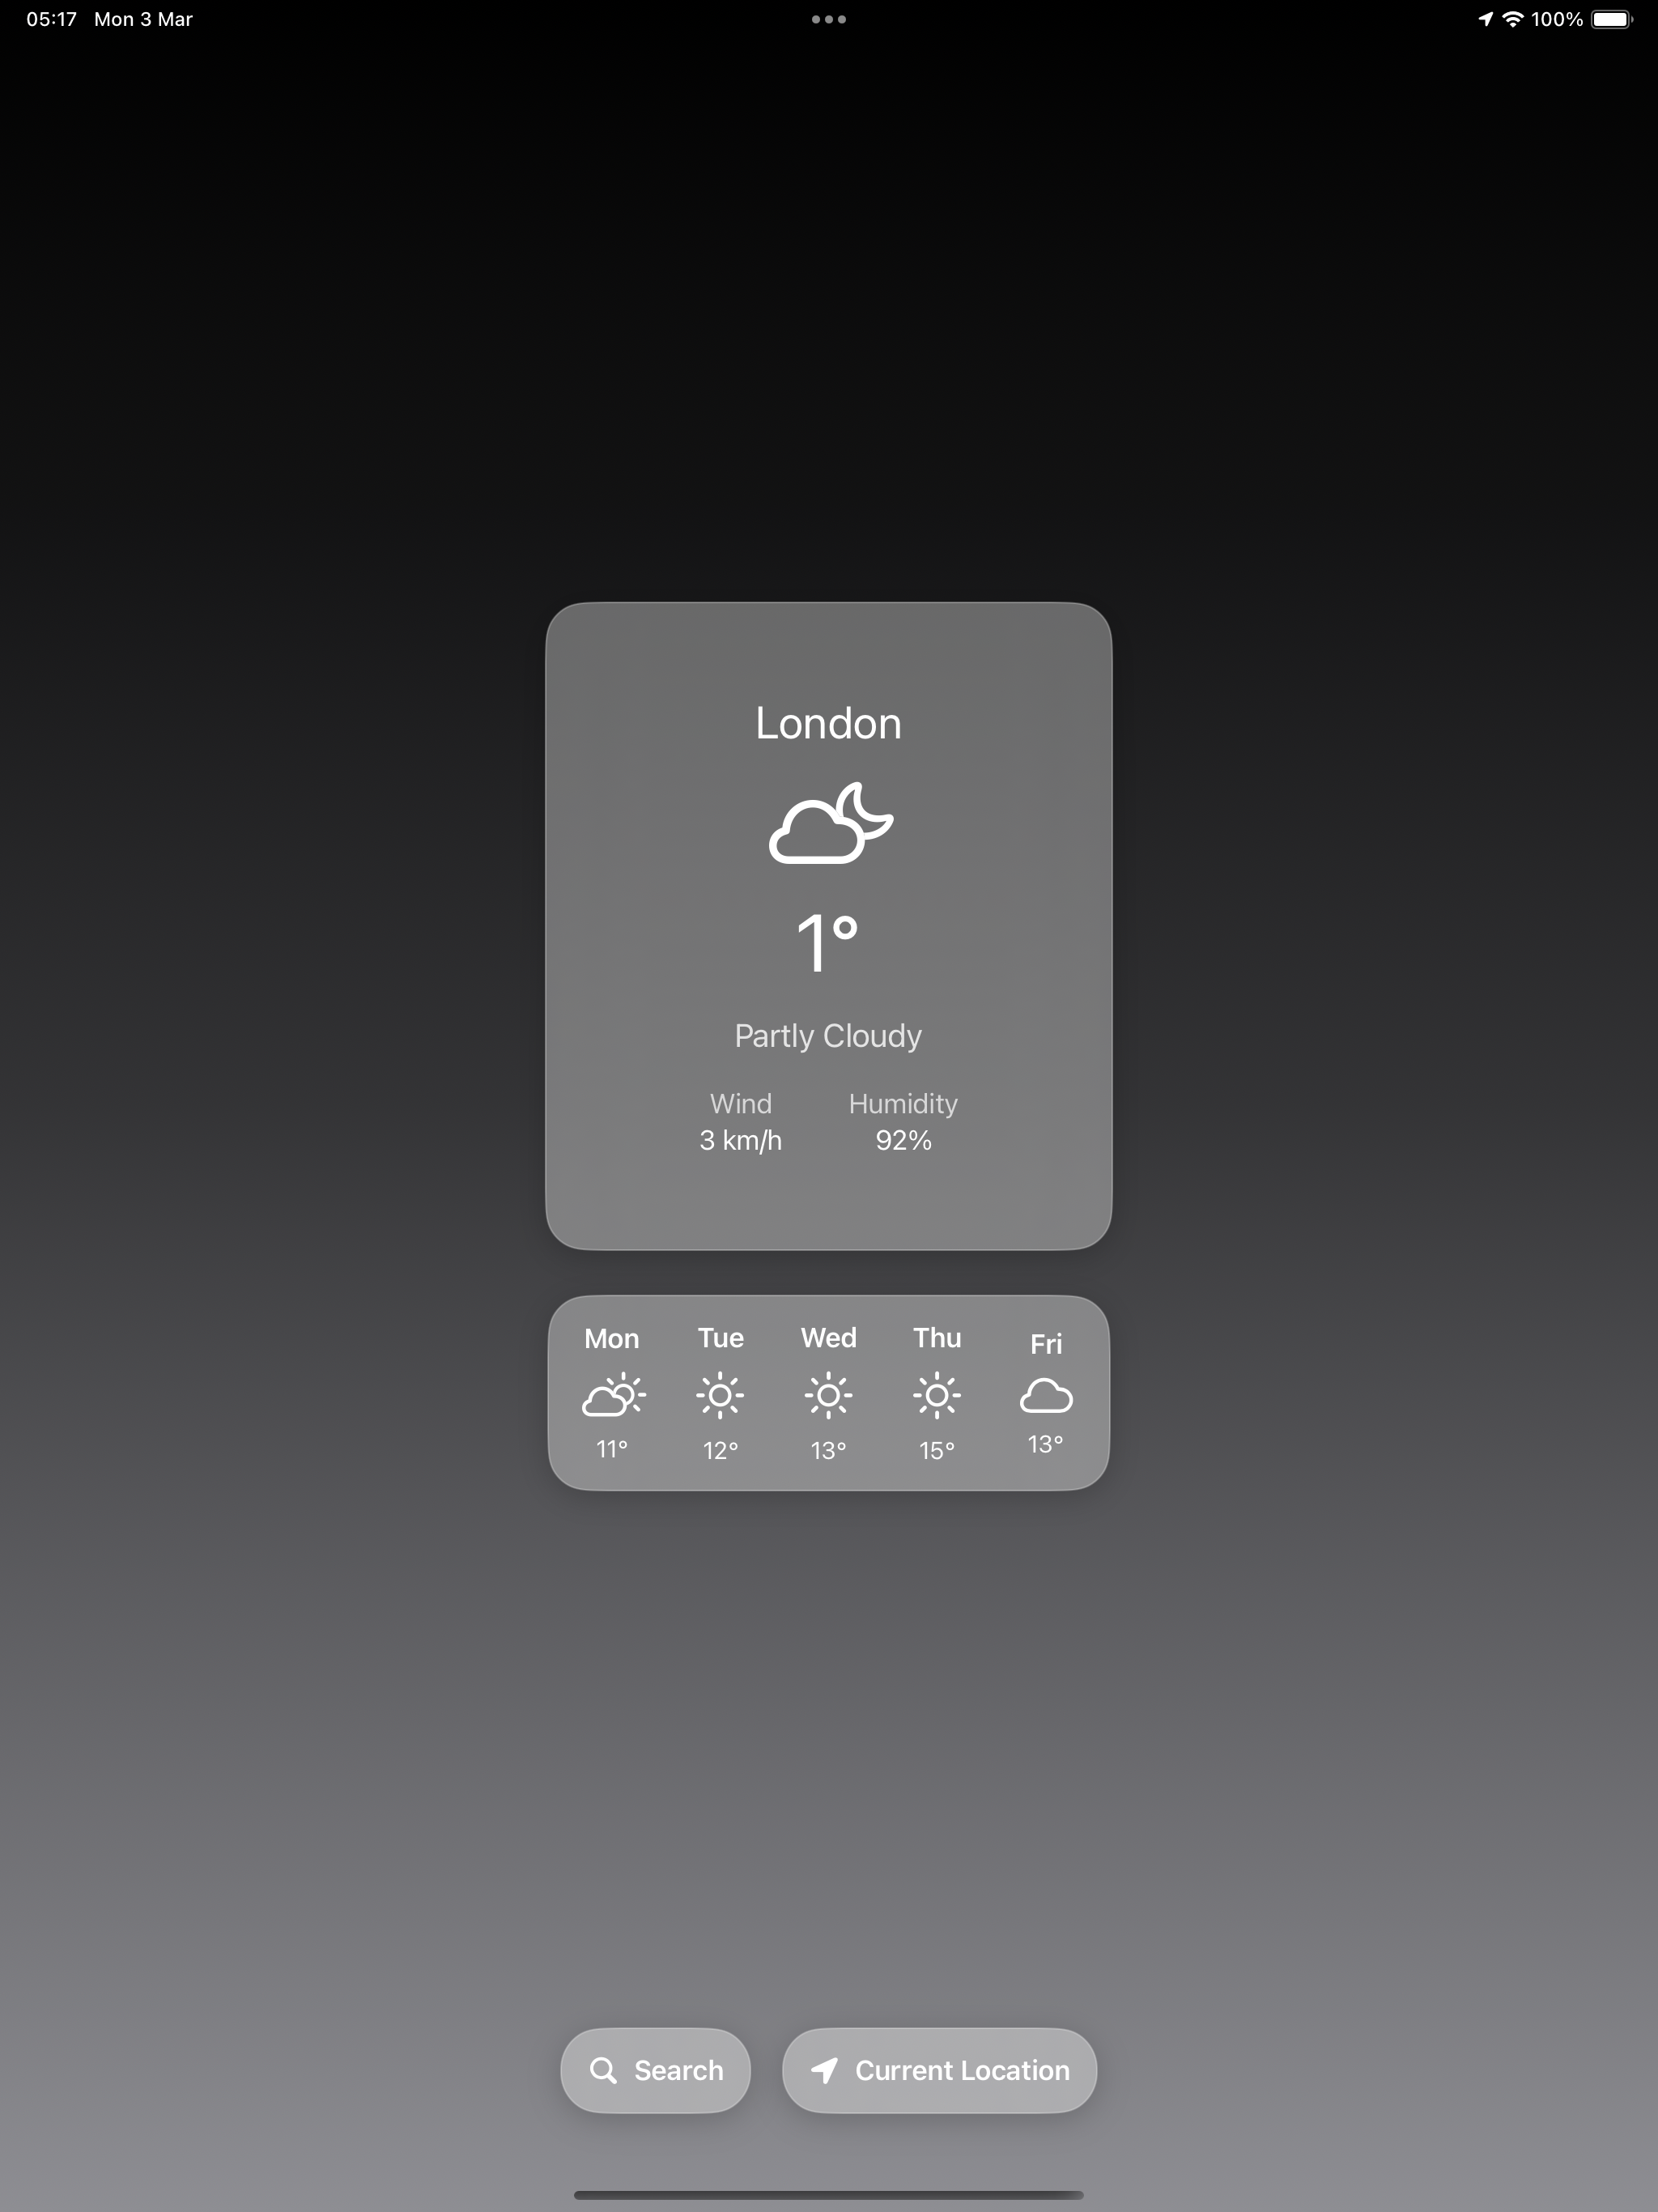 05:17 Mon 3 Mar
100%
London
1°
Partly Cloudy
Wind Humidity
3 km/h 92%
Mon Tue Wed Thu Fri
11° 12° 13° 15° 13°
Search Current Location